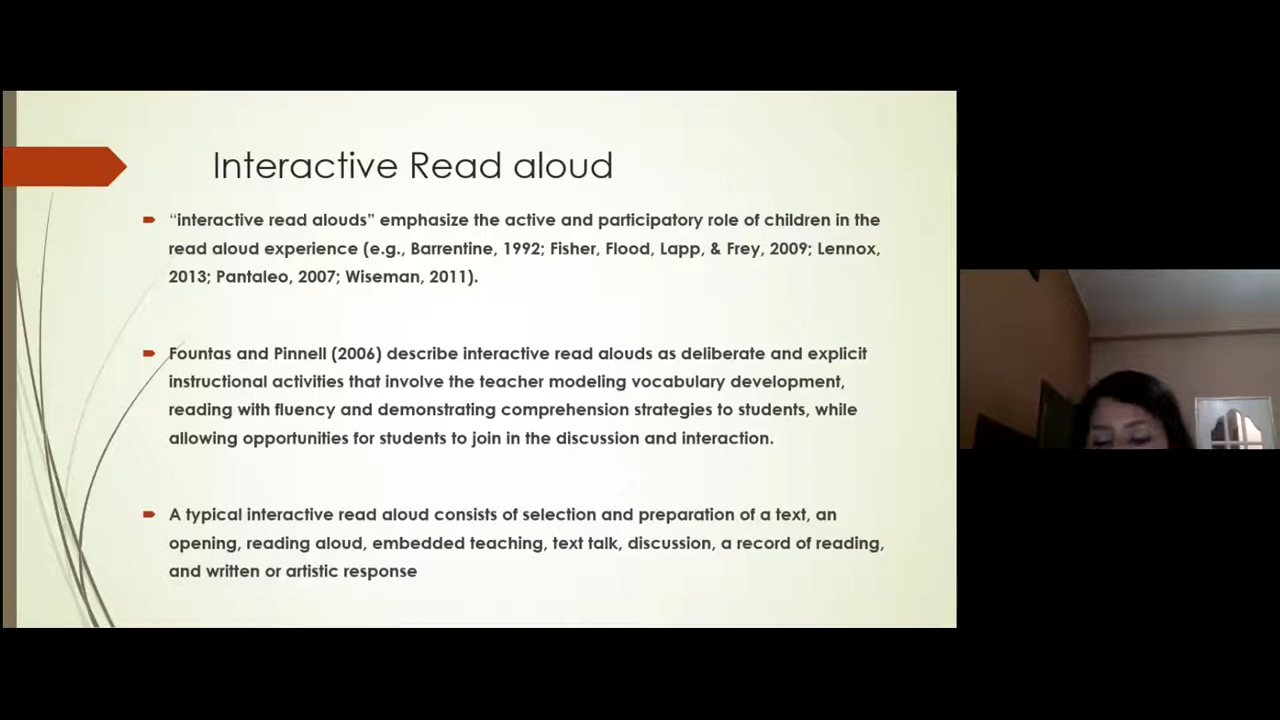 Interactive Read aloud
“interactive read alouds” emphasize the active and participatory role of children in the
read aloud experience (e.g., Barrentine, 1992; Fisher, Flood, Lapp, & Frey, 2009; Lennox,
2013; Pantaleo, 2007; Wiseman, 2011).
Fountas and Pinnell (2006) describe interactive read alouds as deliberate and explicit
instructional activities that involve the teacher modeling vocabulary development,
reading with fluency and demonstrating comprehension strategies to students, while
allowing opportunities for students to join in the discussion and interaction.
A typical interactive read aloud consists of selection and preparation of a text, an
opening, reading aloud, embedded teaching, text talk, discussion, a record of reading,
and written or artistic response